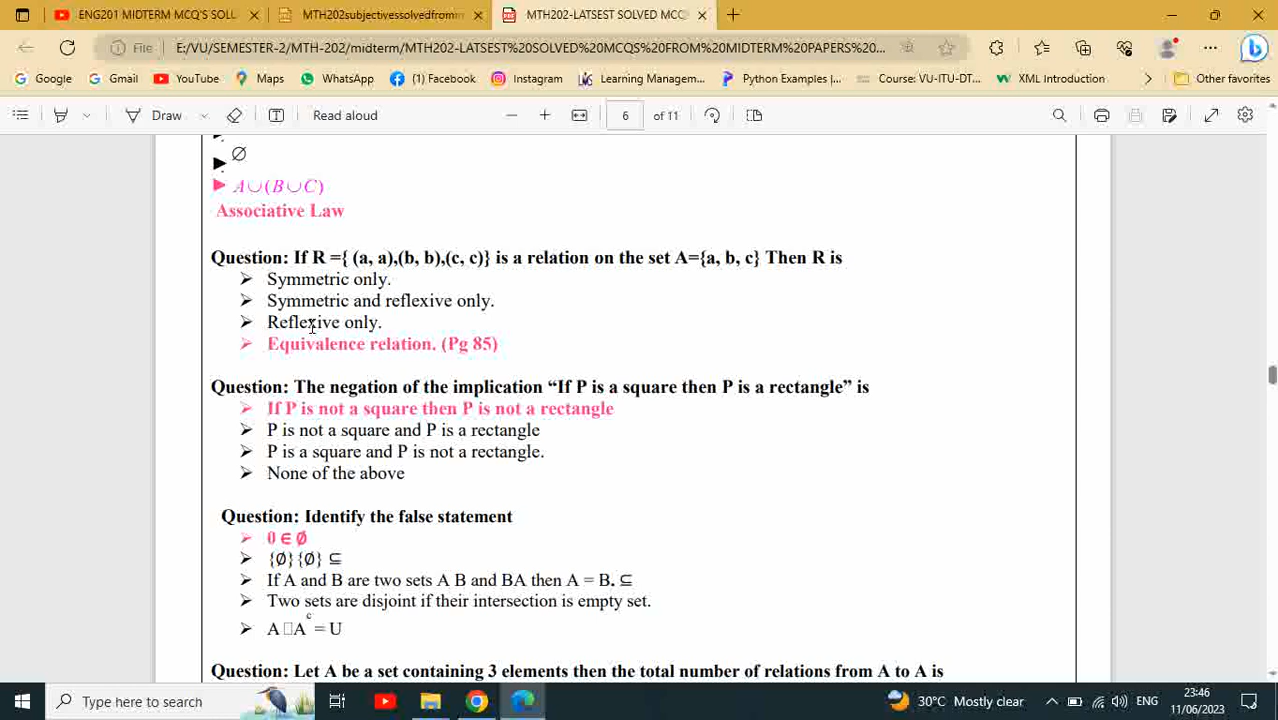 ENG201 MIDTERM MCQ'S SOLU
MTH202subjectivessolvedfromm
MTH202-LATSEST SOLVED MCQ
File
E:/VU/SEMESTER-2/MTH-202/midterm/MTH202-LATSEST%20SOLVED%20MCQS%20FROM%20MIDTERM%20PAPERS%20...
Google Gmail YouTube Maps WhatsApp (1) Facebook Instagram Learning Managem... Python Examples |... Course: VU-ITU-DT... XML Introduction Other favorites
Draw Read aloud 6 of 11
∅
A∪(B∪C)
Associative Law
Question: If R ={ (a, a),(b, b),(c, c)} is a relation on the set A={a, b, c} Then R is
Symmetric only.
Symmetric and reflexive only.
Reflexive only.
Equivalence relation. (Pg 85)
Question: The negation of the implication “If P is a square then P is a rectangle” is
If P is not a square then P is not a rectangle
P is not a square and P is a rectangle
P is a square and P is not a rectangle.
None of the above
Question: Identify the false statement
0 ∈ ∅
{∅}{∅} ⊆
If A and B are two sets A B and BA then A = B. ⊆
Two sets are disjoint if their intersection is empty set.
A □A^c = U
Question: Let A be a set containing 3 elements then the total number of relations from A to A is
Type here to search
30°C Mostly clear
ENG
23:46
11/06/2023